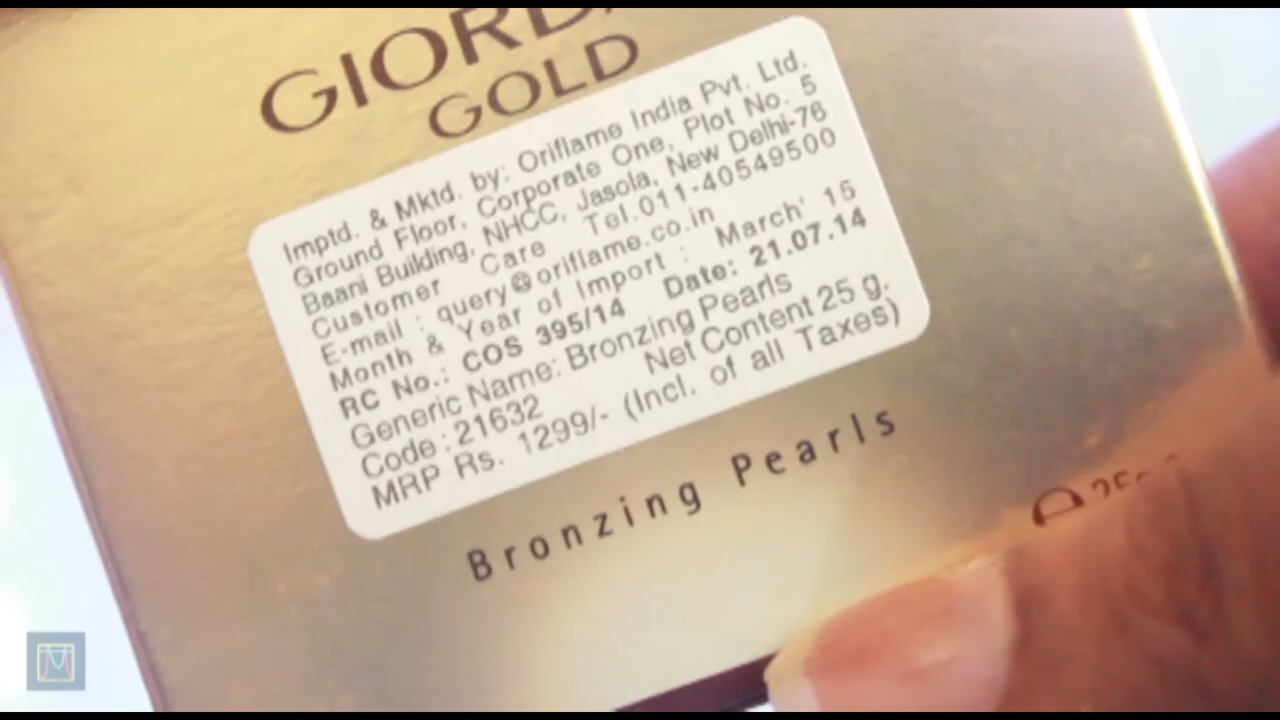 GOLD
Imptd. & Mktd. by: Oriflame India Pvt. Ltd.
Ground Floor, Corporate One, Plot No. 5
Baani Building, NHCC, Jasola, New Delhi-76
Customer Care Tel.011-40549500
E-mail : query@oriflame.co.in
Month & Year of Import : March' 15
RC No.: COS 395/14 Date: 21.07.14
Generic Name: Bronzing Pearls
Code : 21632 Net Content 25 g.
MRP Rs. 1299/- (Incl. of all Taxes)
Bronzing Pearls